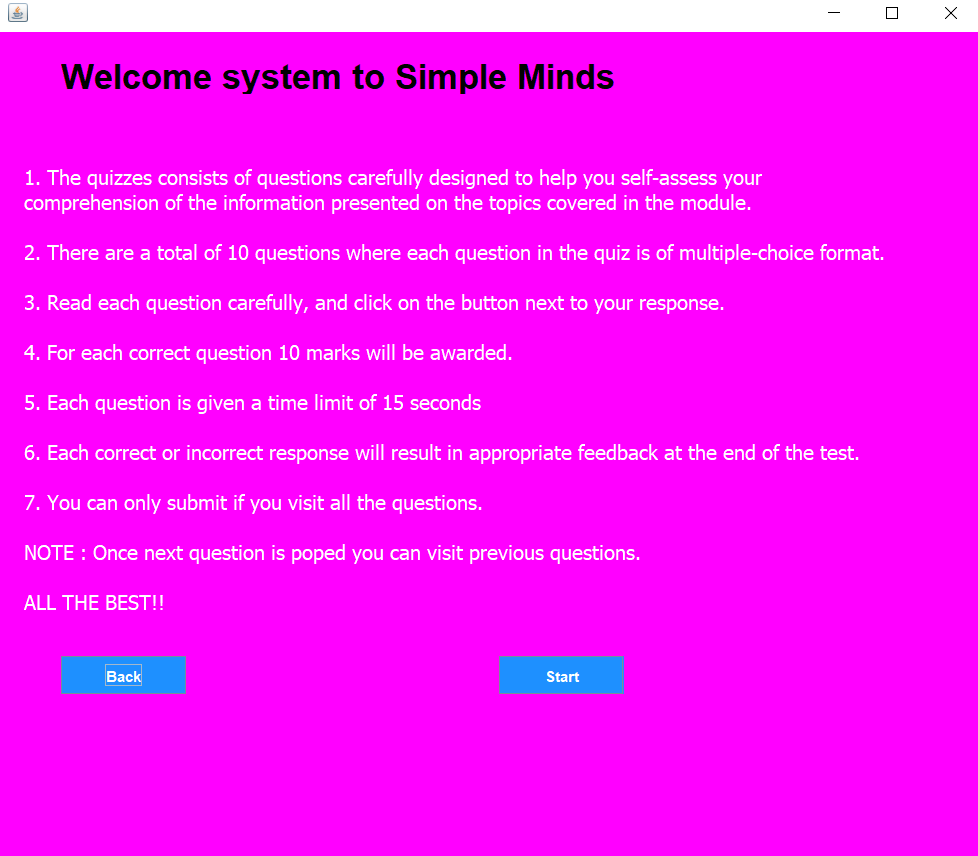 Welcome system to Simple Minds
1. The quizzes consists of questions carefully designed to help you self-assess your
comprehension of the information presented on the topics covered in the module.
2. There are a total of 10 questions where each question in the quiz is of multiple-choice format.
3. Read each question carefully, and click on the button next to your response.
4. For each correct question 10 marks will be awarded.
5. Each question is given a time limit of 15 seconds
6. Each correct or incorrect response will result in appropriate feedback at the end of the test.
7. You can only submit if you visit all the questions.
NOTE : Once next question is poped you can visit previous questions.
ALL THE BEST!!
Back
Start